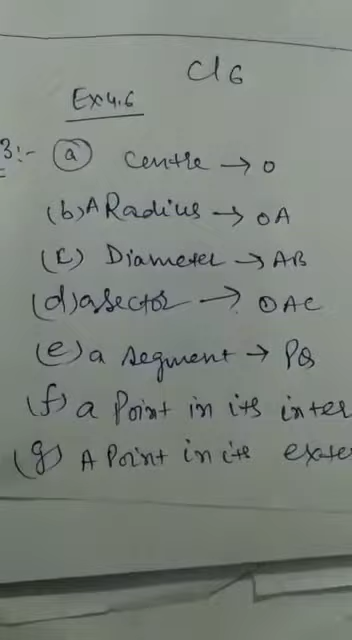 Cl 6
Ex 4.6
3:- (a) Centre → O
(b) A Radius → OA
(c) Diameter → AB
(d) a sector → OAC
(e) a segment → PQ
(f) a Point in its inter
(g) A Point in its exte